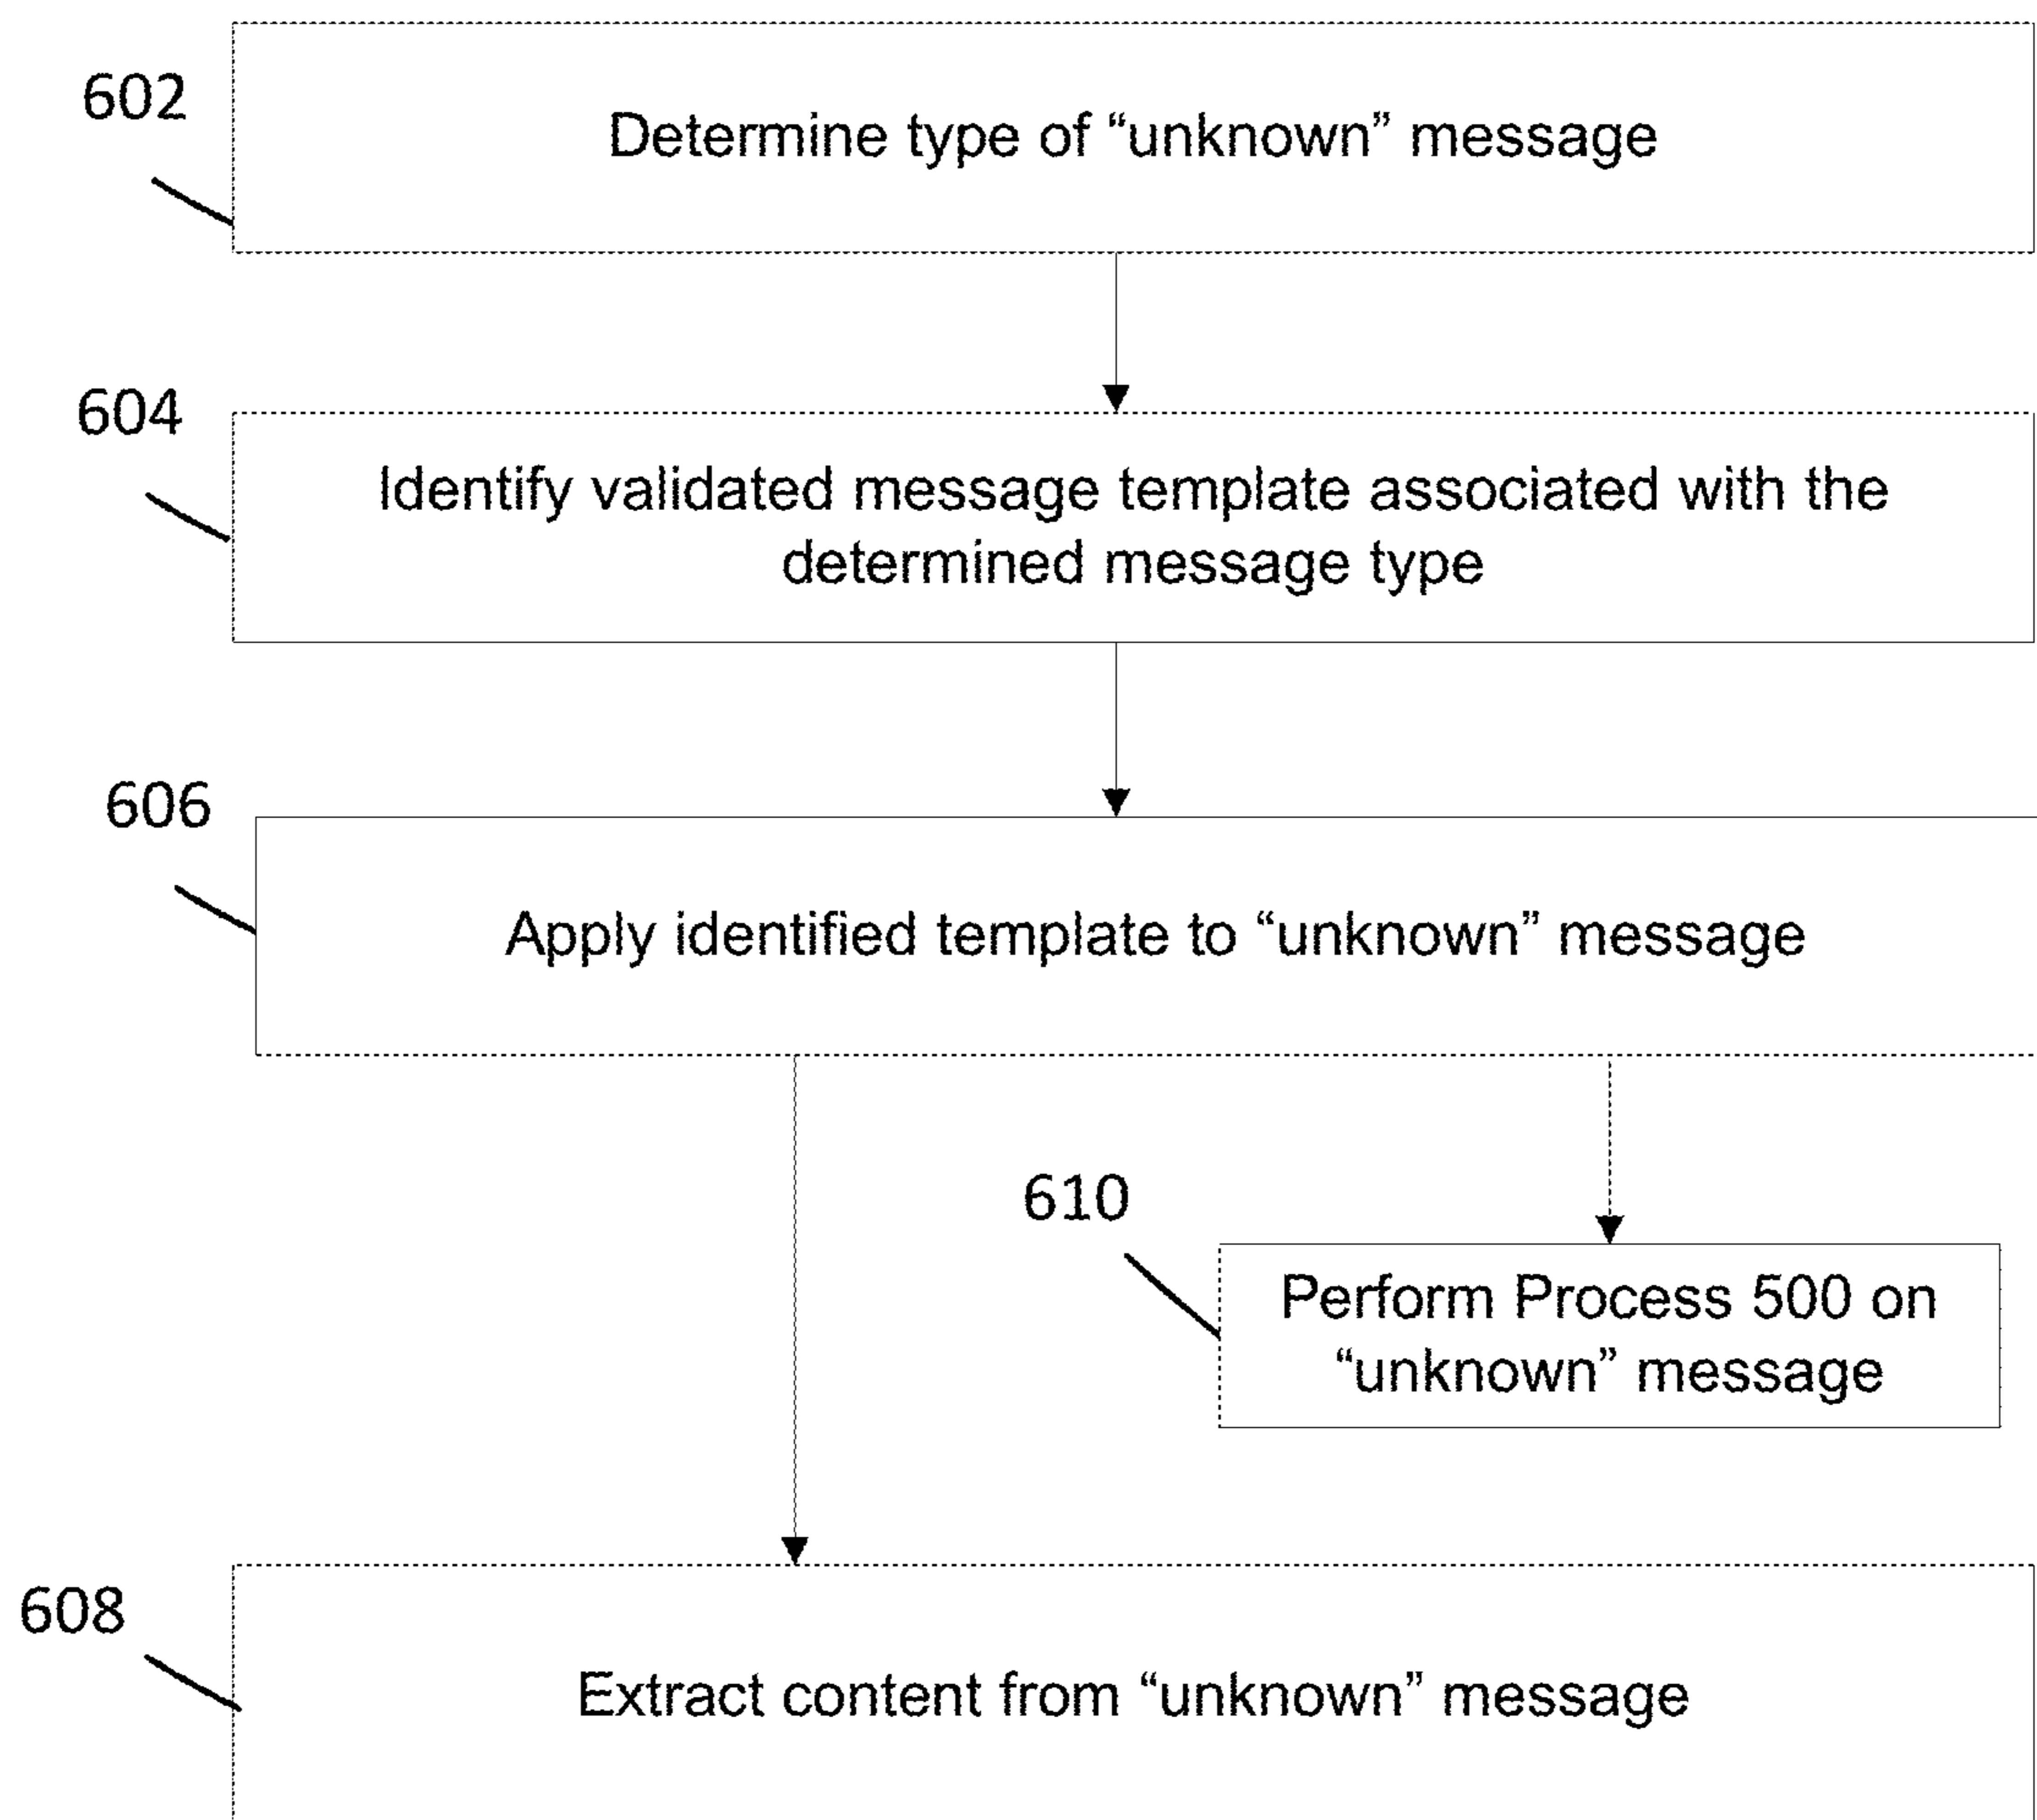 602
Determine type of “unknown” message
604
Identify validated message template associated with the
determined message type
606
Apply identified template to “unknown” message
610
Perform Process 500 on
“unknown” message
608
Extract content from “unknown” message